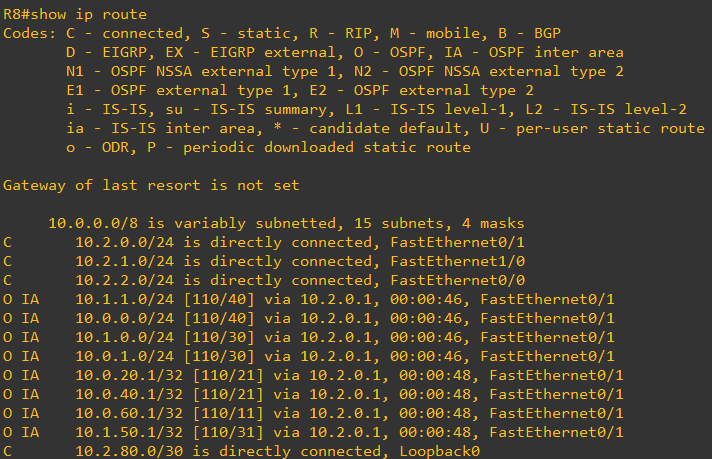 R8#show ip route
Codes: C - connected, S - static, R - RIP, M - mobile, B - BGP
D - EIGRP, EX - EIGRP external, O - OSPF, IA - OSPF inter area
N1 - OSPF NSSA external type 1, N2 - OSPF NSSA external type 2
E1 - OSPF external type 1, E2 - OSPF external type 2
i - IS-IS, su - IS-IS summary, L1 - IS-IS level-1, L2 - IS-IS level-2
ia - IS-IS inter area, * - candidate default, U - per-user static route
o - ODR, P - periodic downloaded static route
Gateway of last resort is not set
10.0.0.0/8 is variably subnetted, 15 subnets, 4 masks
C 10.2.0.0/24 is directly connected, FastEthernet0/1
C 10.2.1.0/24 is directly connected, FastEthernet1/0
C 10.2.2.0/24 is directly connected, FastEthernet0/0
O IA 10.1.1.0/24 [110/40] via 10.2.0.1, 00:00:46, FastEthernet0/1
O IA 10.0.0.0/24 [110/40] via 10.2.0.1, 00:00:46, FastEthernet0/1
O IA 10.1.0.0/24 [110/30] via 10.2.0.1, 00:00:46, FastEthernet0/1
O IA 10.0.1.0/24 [110/30] via 10.2.0.1, 00:00:46, FastEthernet0/1
O IA 10.0.20.1/32 [110/21] via 10.2.0.1, 00:00:48, FastEthernet0/1
O IA 10.0.40.1/32 [110/21] via 10.2.0.1, 00:00:48, FastEthernet0/1
O IA 10.0.60.1/32 [110/11] via 10.2.0.1, 00:00:48, FastEthernet0/1
O IA 10.1.50.1/32 [110/31] via 10.2.0.1, 00:00:48, FastEthernet0/1
C 10.2.80.0/30 is directly connected, Loopback0